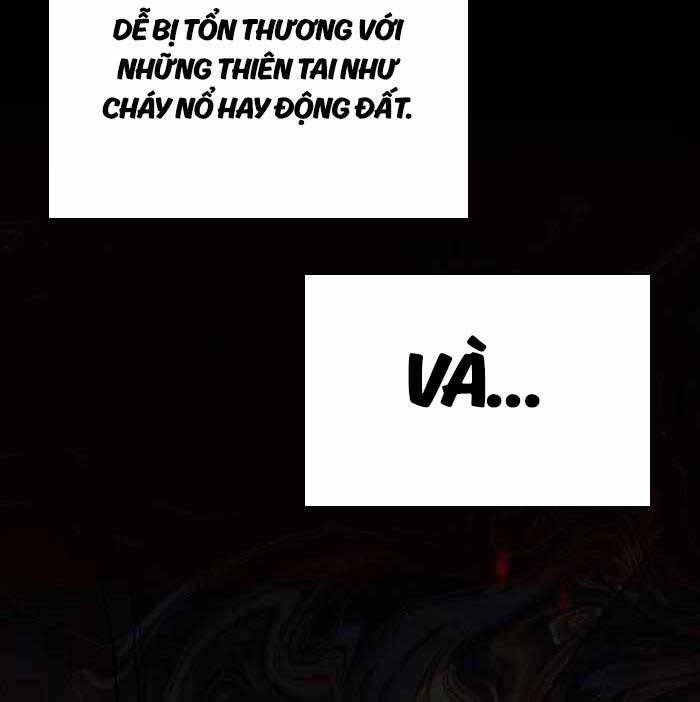 DỄ BỊ TỔN THƯƠNG VỚI
NHỮNG THIÊN TAI NHƯ
CHÁY NỔ HAY ĐỘNG ĐẤT.
VÀ...